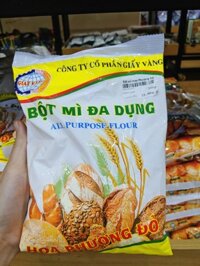 CÔNG TY CỔ PHẦN GIẤY VÀNG
BỘT MÌ ĐA DỤNG
ALL PURPOSE FLOUR
HOA PHƯỢNG ĐỎ